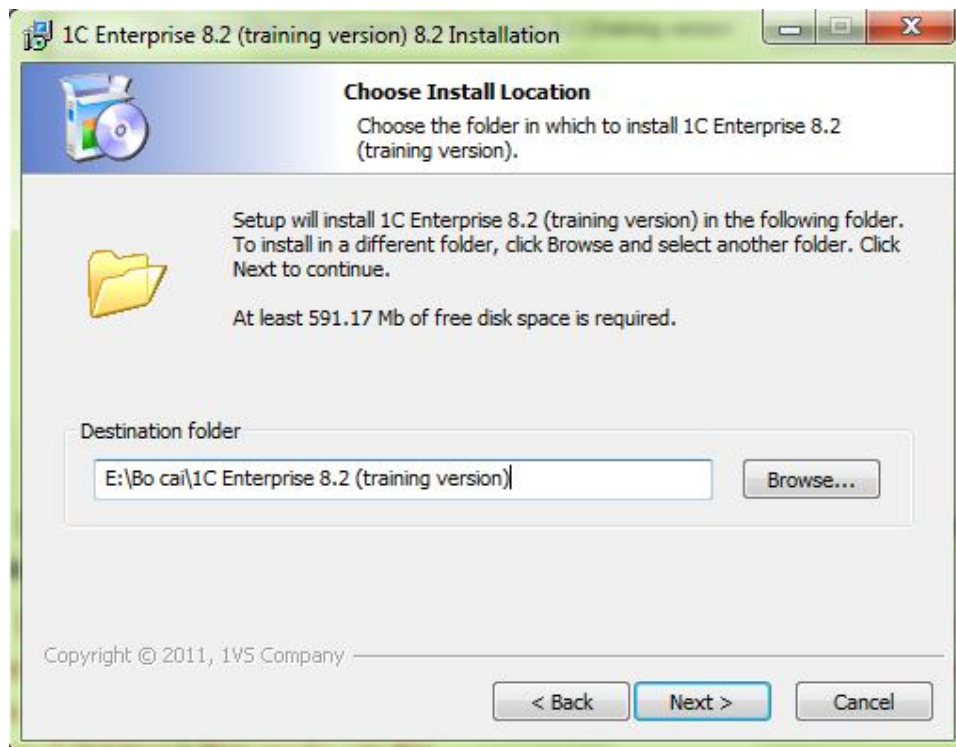 1C Enterprise 8.2 (training version) 8.2 Installation
Choose Install Location
Choose the folder in which to install 1C Enterprise 8.2
(training version).
Setup will install 1C Enterprise 8.2 (training version) in the following folder.
To install in a different folder, click Browse and select another folder. Click
Next to continue.
At least 591.17 Mb of free disk space is required.
Destination folder
E:\Bo cai\1C Enterprise 8.2 (training version)
Browse...
Copyright © 2011, 1VS Company
< Back
Next >
Cancel